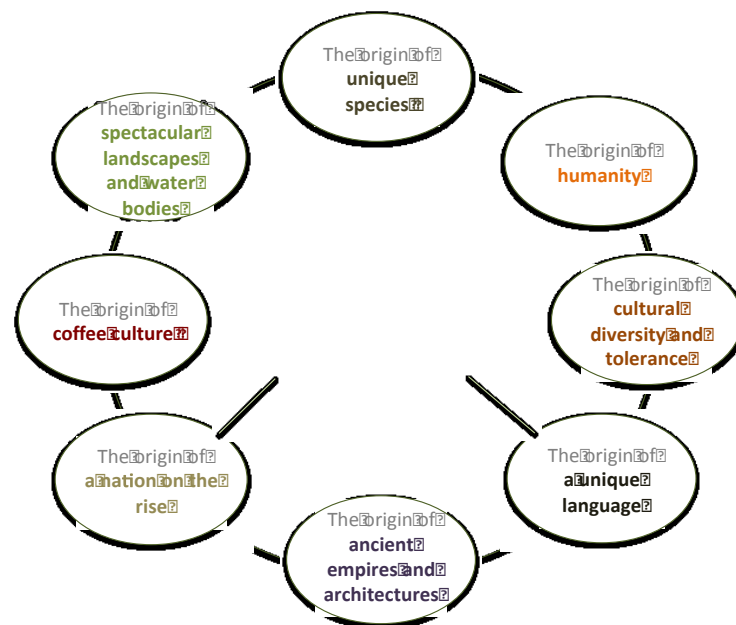 The origin of
unique
species
The origin of
spectacular
landscapes
and water
bodies
The origin of
humanity
The origin of
coffee culture
The origin of
cultural
diversity and
tolerance
The origin of
a nation on the
rise
The origin of
a unique
language
The origin of
ancient
empires and
architectures